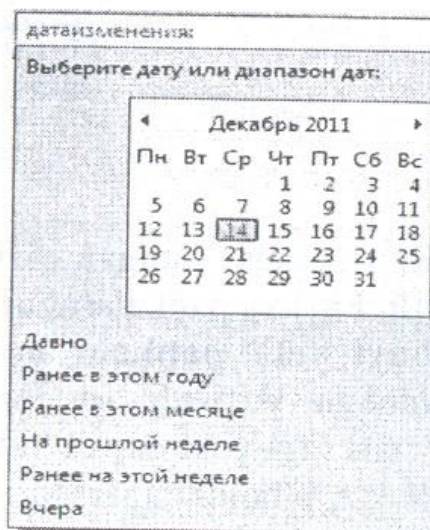 датаизменения:
Выберите дату или диапазон дат:
◂ Декабрь 2011 ▸
Пн Вт Ср Чт Пт Сб Вс
1 2 3 4
5 6 7 8 9 10 11
12 13 14 15 16 17 18
19 20 21 22 23 24 25
26 27 28 29 30 31
Давно
Ранее в этом году
Ранее в этом месяце
На прошлой неделе
Ранее на этой неделе
Вчера